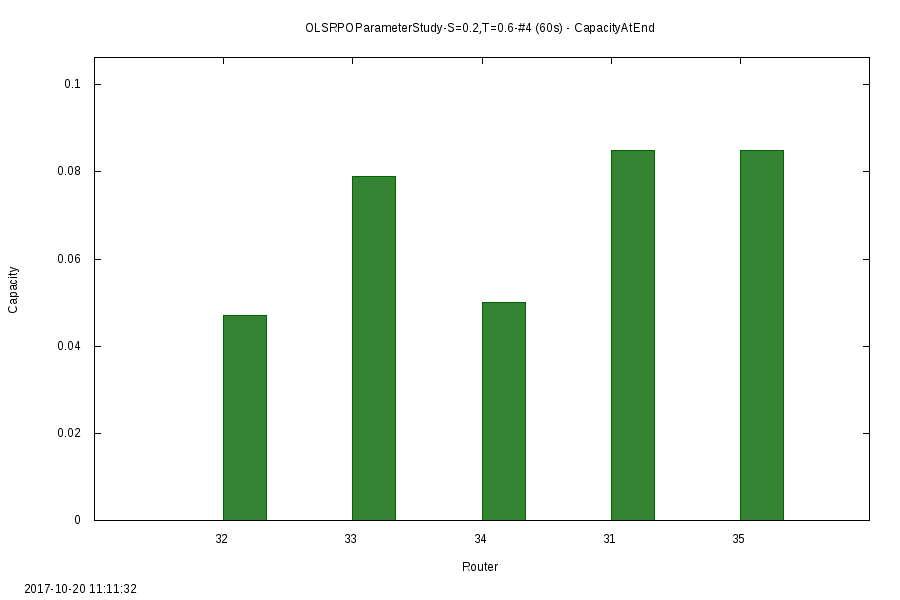 OLSRPOParameterStudy-S=0.2,T=0.6-#4 (60s) - CapacityAtEnd
0.1
0.08
0.06
0.04
0.02
0
Capacity
32 33 34 31 35
Router
2017-10-20 11:11:32